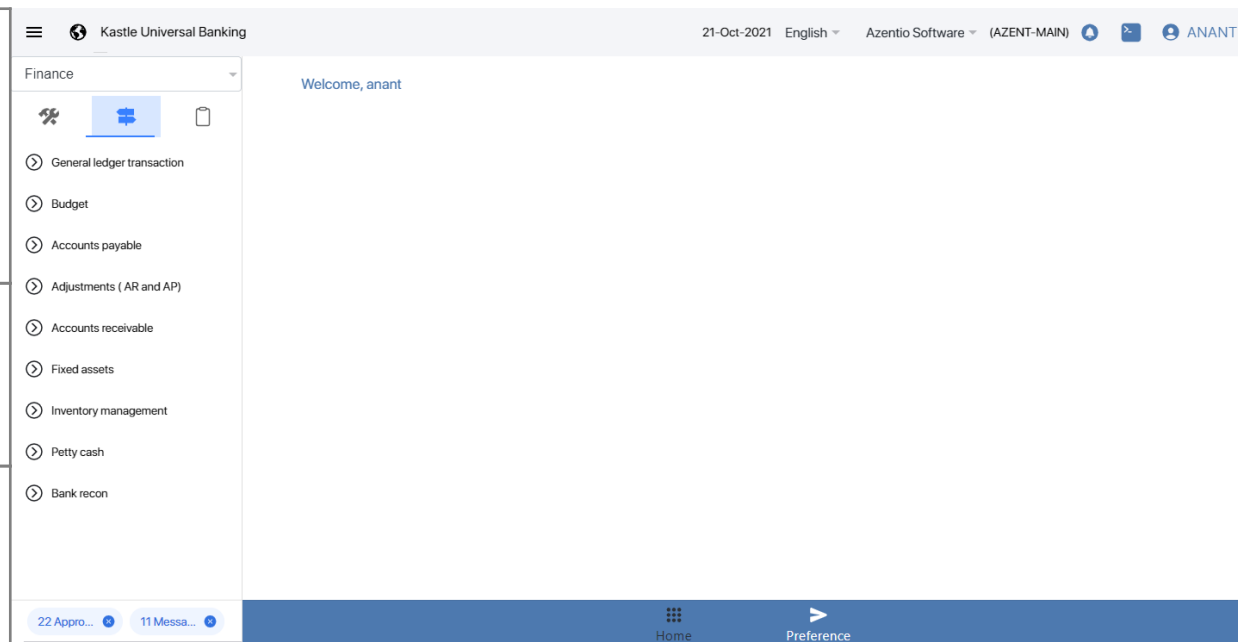 Kastle Universal Banking
21-Oct-2021 English Azentio Software (AZENT-MAIN) ANANT
Finance
Welcome, anant
General ledger transaction
Budget
Accounts payable
Adjustments ( AR and AP)
Accounts receivable
Fixed assets
Inventory management
Petty cash
Bank recon
22 Appro... 11 Messa...
Home Preference